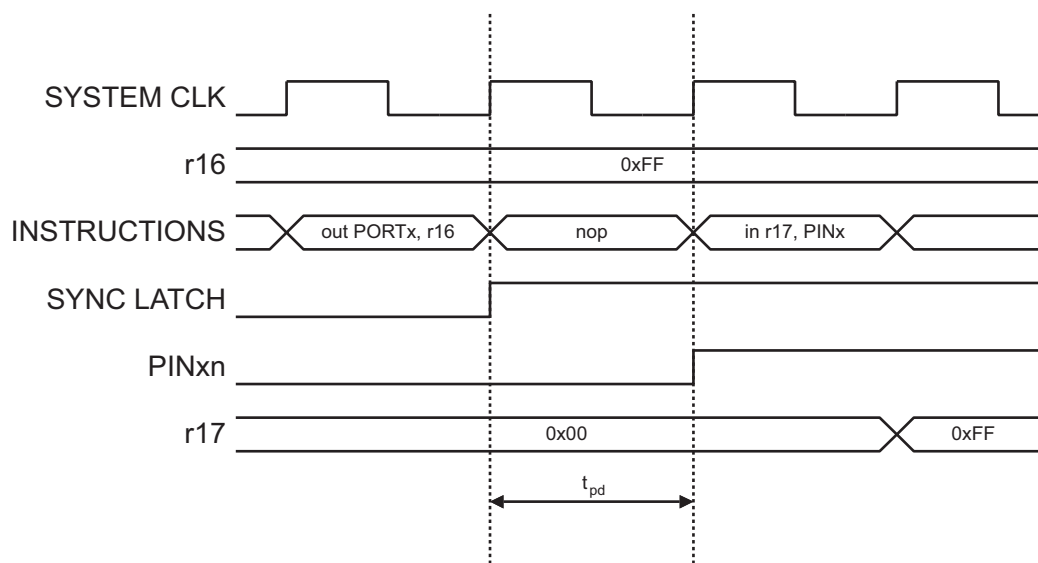 SYSTEM CLK
r16
0xFF
INSTRUCTIONS
out PORTx, r16
nop
in r17, PINx
SYNC LATCH
PINxn
r17
0x00
0xFF
tpd